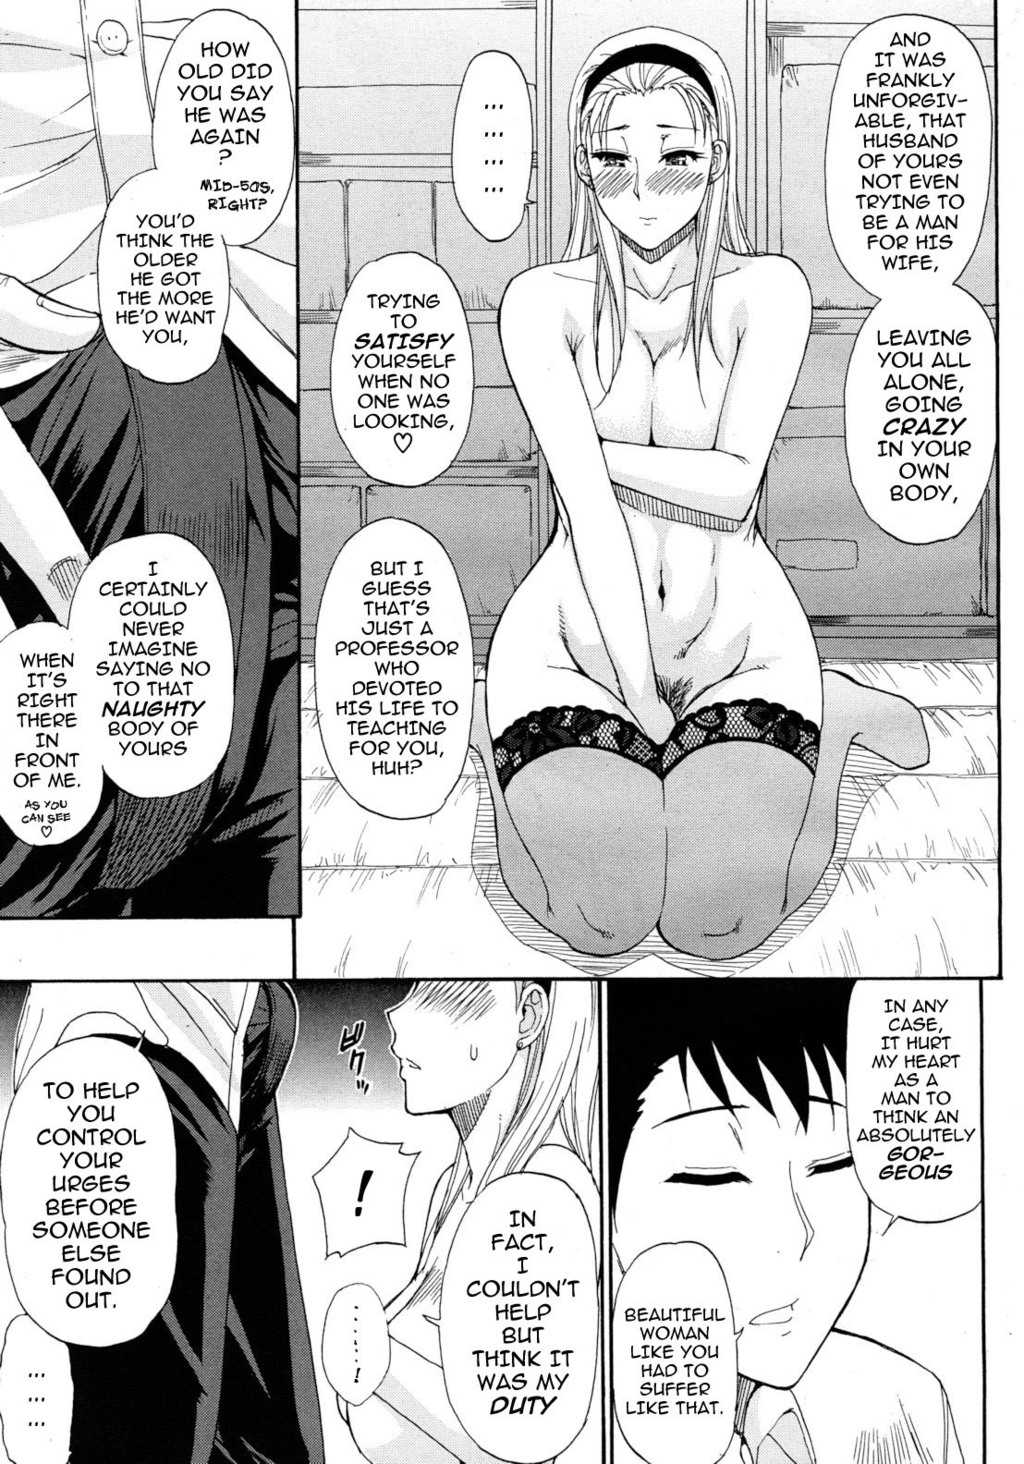 AND
IT WAS
FRANKLY
UNFORGIV-
ABLE, THAT
HUSBAND
OF YOURS
NOT EVEN
TRYING TO
BE A MAN
FOR HIS
WIFE,
LEAVING
YOU ALL
ALONE,
GOING
CRAZY
IN YOUR
OWN
BODY,
...
...
TRYING
TO
SATISFY
YOURSELF
WHEN NO
ONE WAS
LOOKING,
♡
BUT I
GUESS
THAT'S
JUST A
PROFESSOR
WHO
DEVOTED
HIS LIFE TO
TEACHING
FOR YOU,
HUH?
HOW
OLD DID
YOU SAY
HE WAS
AGAIN
?
MID-50S,
RIGHT?
YOU'D
THINK THE
OLDER
HE GOT
THE MORE
HE'D WANT
YOU,
I
CERTAINLY
COULD
NEVER
IMAGINE
SAYING NO
TO THAT
NAUGHTY
BODY OF
YOURS
WHEN
IT'S
RIGHT
THERE
IN
FRONT
OF ME.
AS YOU
CAN SEE
♡
IN ANY
CASE,
IT HURT
MY HEART
AS A
MAN TO
THINK AN
ABSOLUTELY
GOR-
GEOUS
BEAUTIFUL
WOMAN
LIKE YOU
HAD TO
SUFFER
LIKE THAT.
IN
FACT,
I
COULDN'T
HELP
BUT
THINK IT
WAS MY
DUTY
ビクッ
!
......!
TO HELP
YOU
CONTROL
YOUR
URGES
BEFORE
SOMEONE
ELSE
FOUND
OUT.
...